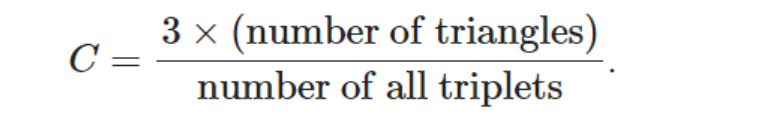 C = 3 × (number of triangles) / number of all triplets.